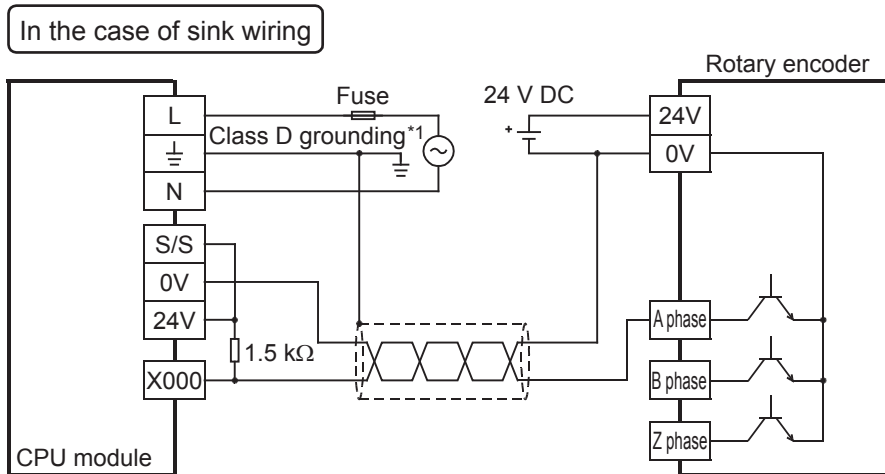 In the case of sink wiring
Rotary encoder
Fuse
24 V DC
L
Class D grounding*1
N
+
24V
0V
S/S
0V
24V
1.5 kΩ
X000
A phase
B phase
Z phase
CPU module